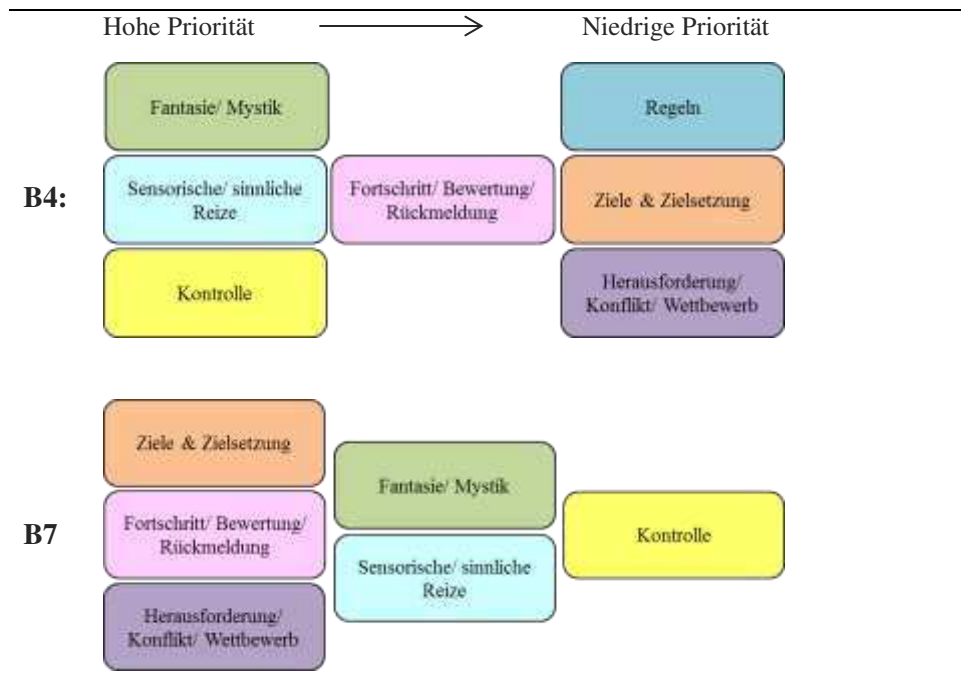 Hohe Priorität
Niedrige Priorität
Fantasie/ Mystik
Regeln
B4:
Sensorische/ sinnliche
Reize
Fortschritt/ Bewertung/
Rückmeldung
Ziele & Zielsetzung
Kontrolle
Herausforderung/
Konflikt/ Wettbewerb
B7
Ziele & Zielsetzung
Fortschritt/ Bewertung/
Rückmeldung
Herausforderung/
Konflikt/ Wettbewerb
Fantasie/ Mystik
Sensorische/ sinnliche
Reize
Kontrolle